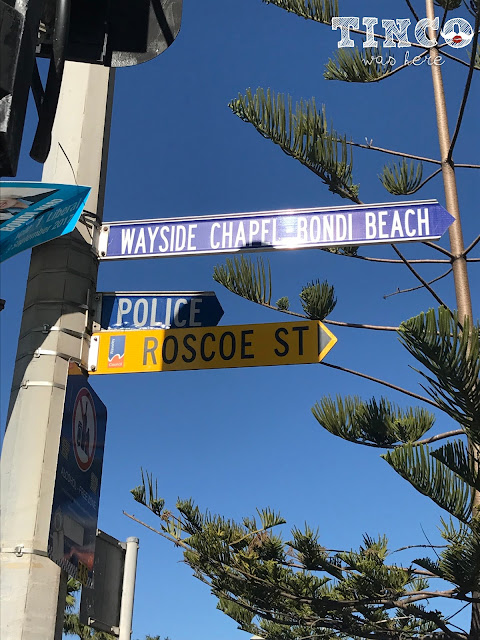 TINCO
was here
WAYSIDE CHAPEL BONDI BEACH
POLICE
ROSCOE ST